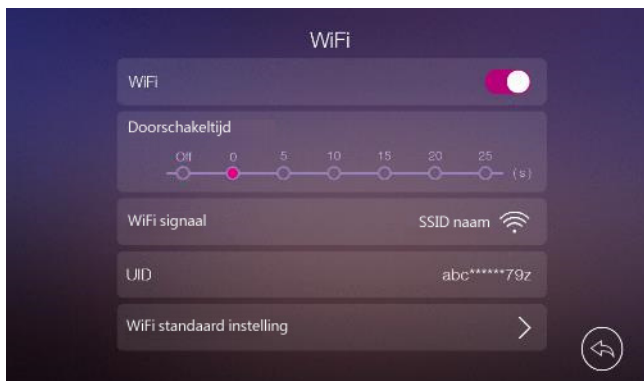 WiFi
WiFi
Doorschakeltijd
Off 0 5 10 15 20 25 (s)
WiFi signaal SSID naam
UID abc******79z
WiFi standaard instelling